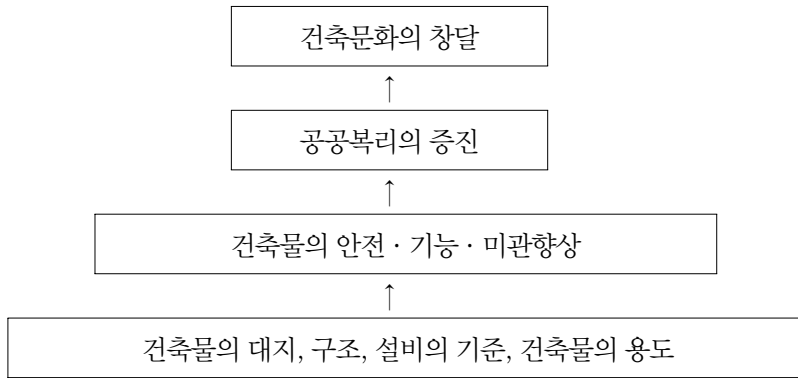 건축문화의 창달
↑
공공복리의 증진
↑
건축물의 안전 · 기능 · 미관향상
↑
건축물의 대지, 구조, 설비의 기준, 건축물의 용도